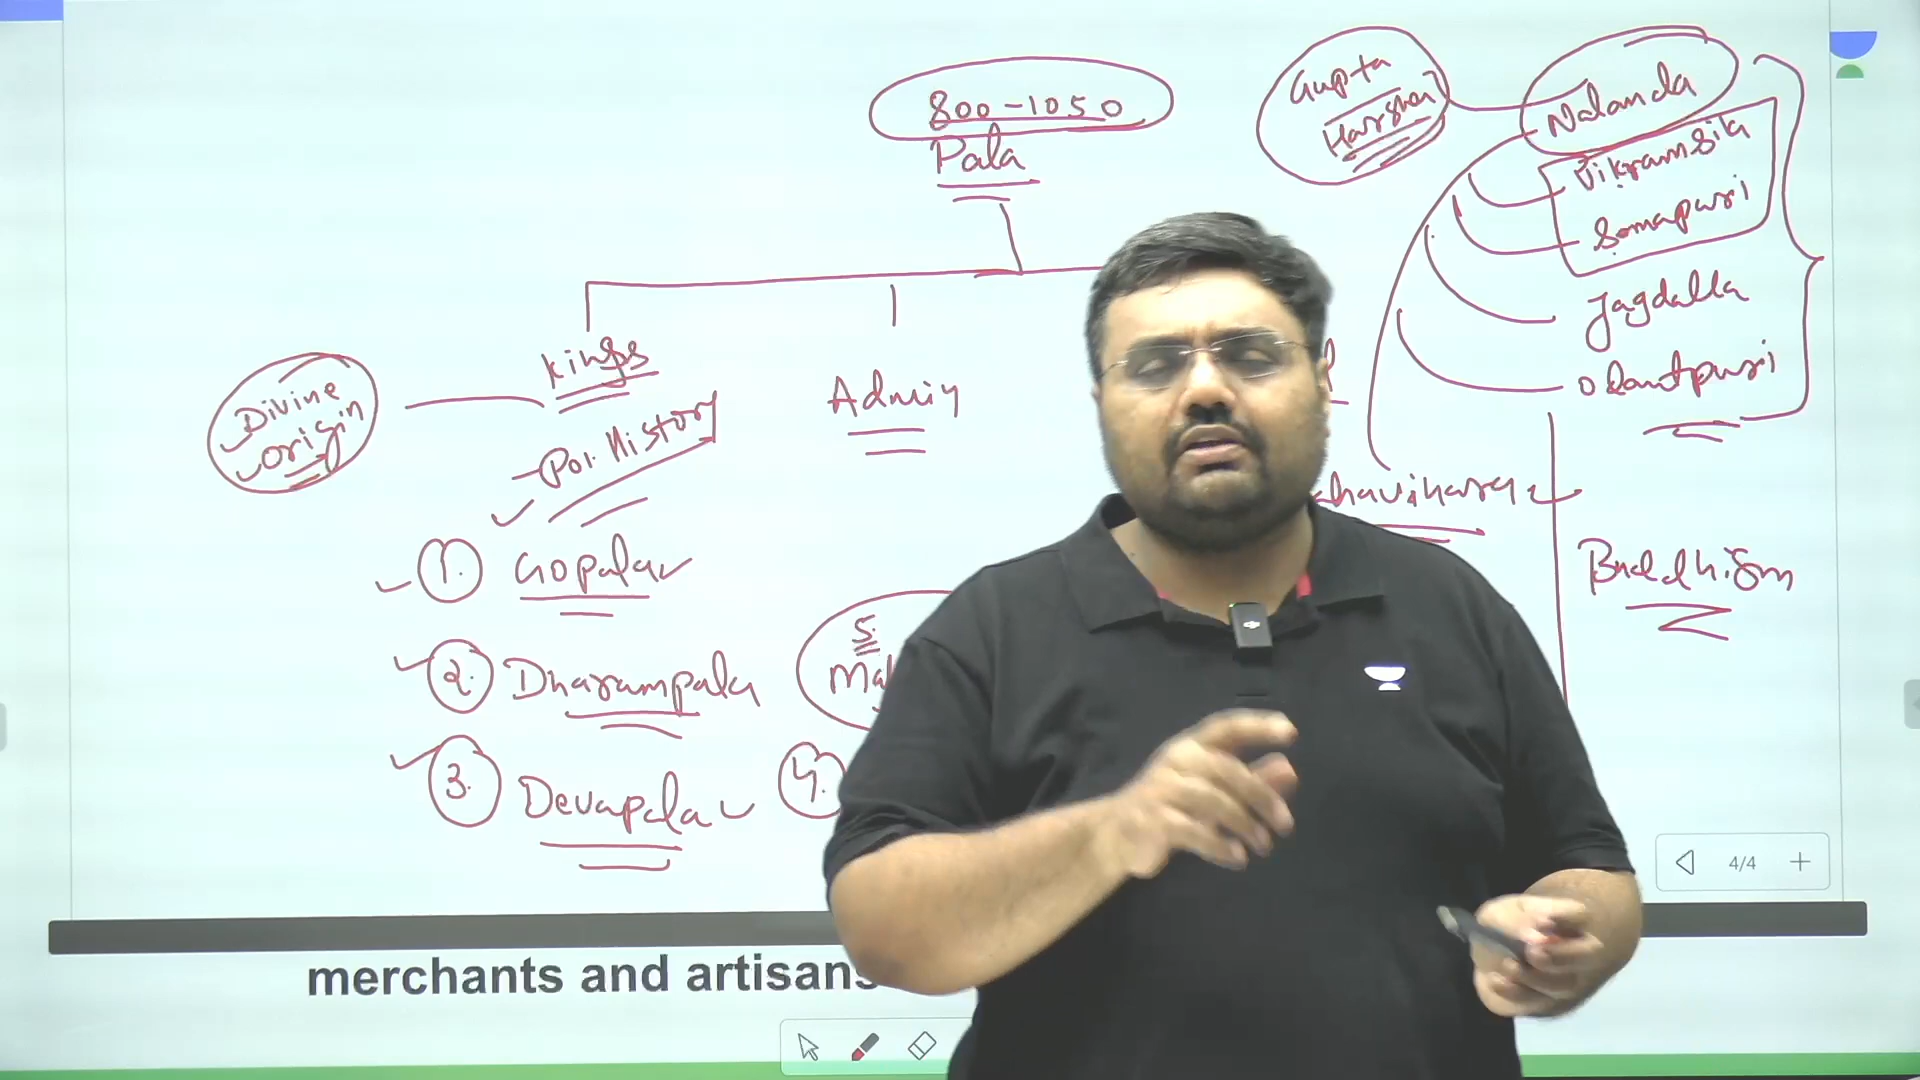 800-1050
Pala
Gupta
Harsha
Nalanda
Vikramsila
Somapuri
Jagdalla
Odantpuri
Kings
Divine
origin
Pol. History
Admin
1. Gopala
2. Dharampala
3. Devapala
5.
4.
Buddhism
4/4
merchants and artisans